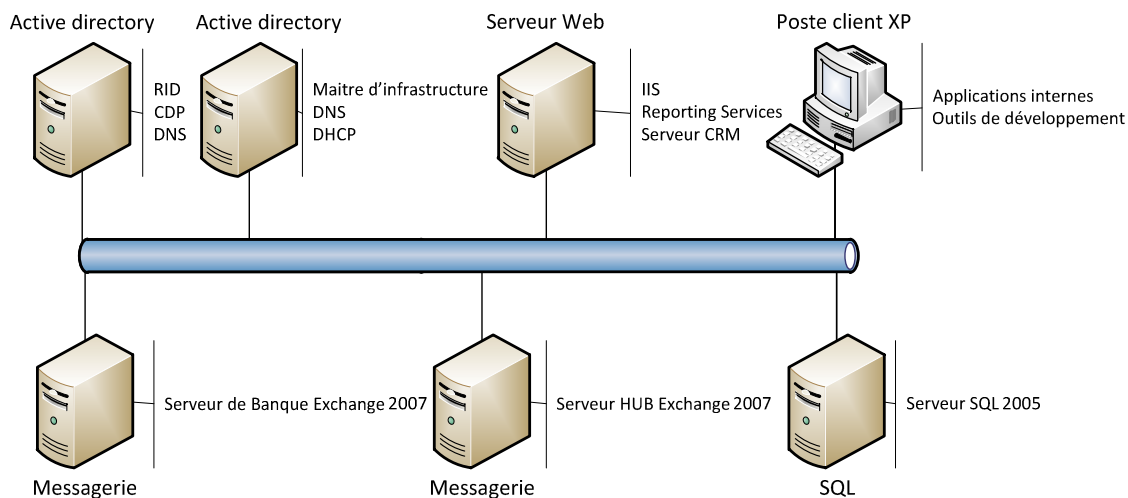 Active directory
Active directory
Serveur Web
Poste client XP
RID
CDP
DNS
Maitre d’infrastructure
DNS
DHCP
IIS
Reporting Services
Serveur CRM
Applications internes
Outils de développement
Serveur de Banque Exchange 2007
Serveur HUB Exchange 2007
Serveur SQL 2005
Messagerie
Messagerie
SQL